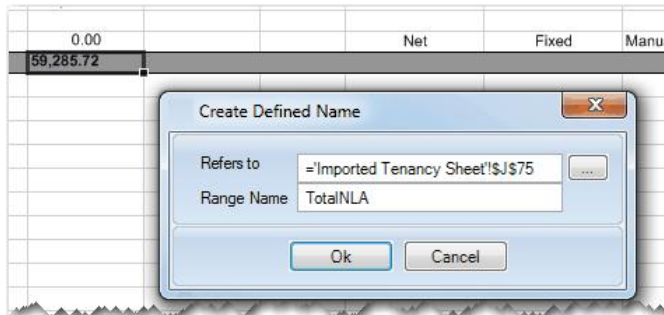 0.00 Net Fixed Manu
59,285.72
Create Defined Name
Refers to ='Imported Tenancy Sheet'!$J$75 ...
Range Name TotalNLA
Ok Cancel